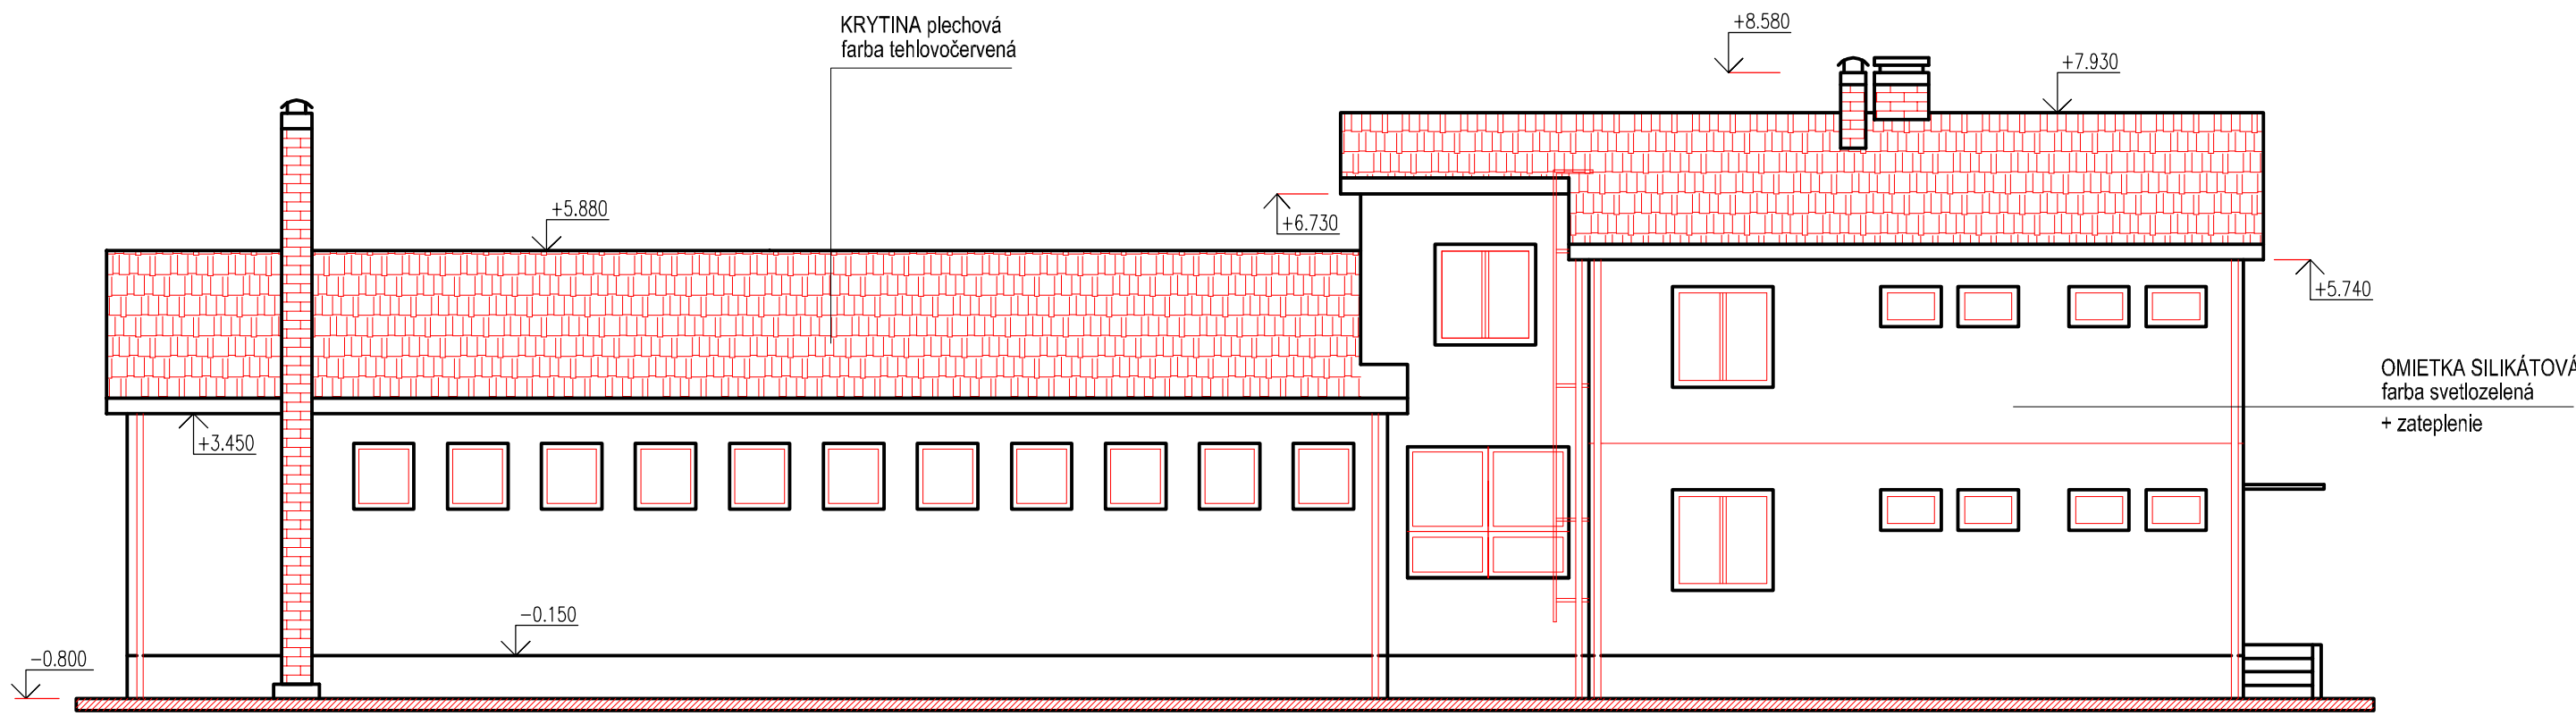 KRYTINA plechová
farba tehlovočervená
+8.580
+7.930
+5.880
+6.730
+5.740
OMIETKA SILIKÁTOVÁ
farba svetlozelená
+ zateplenie
+3.450
-0.150
-0.800